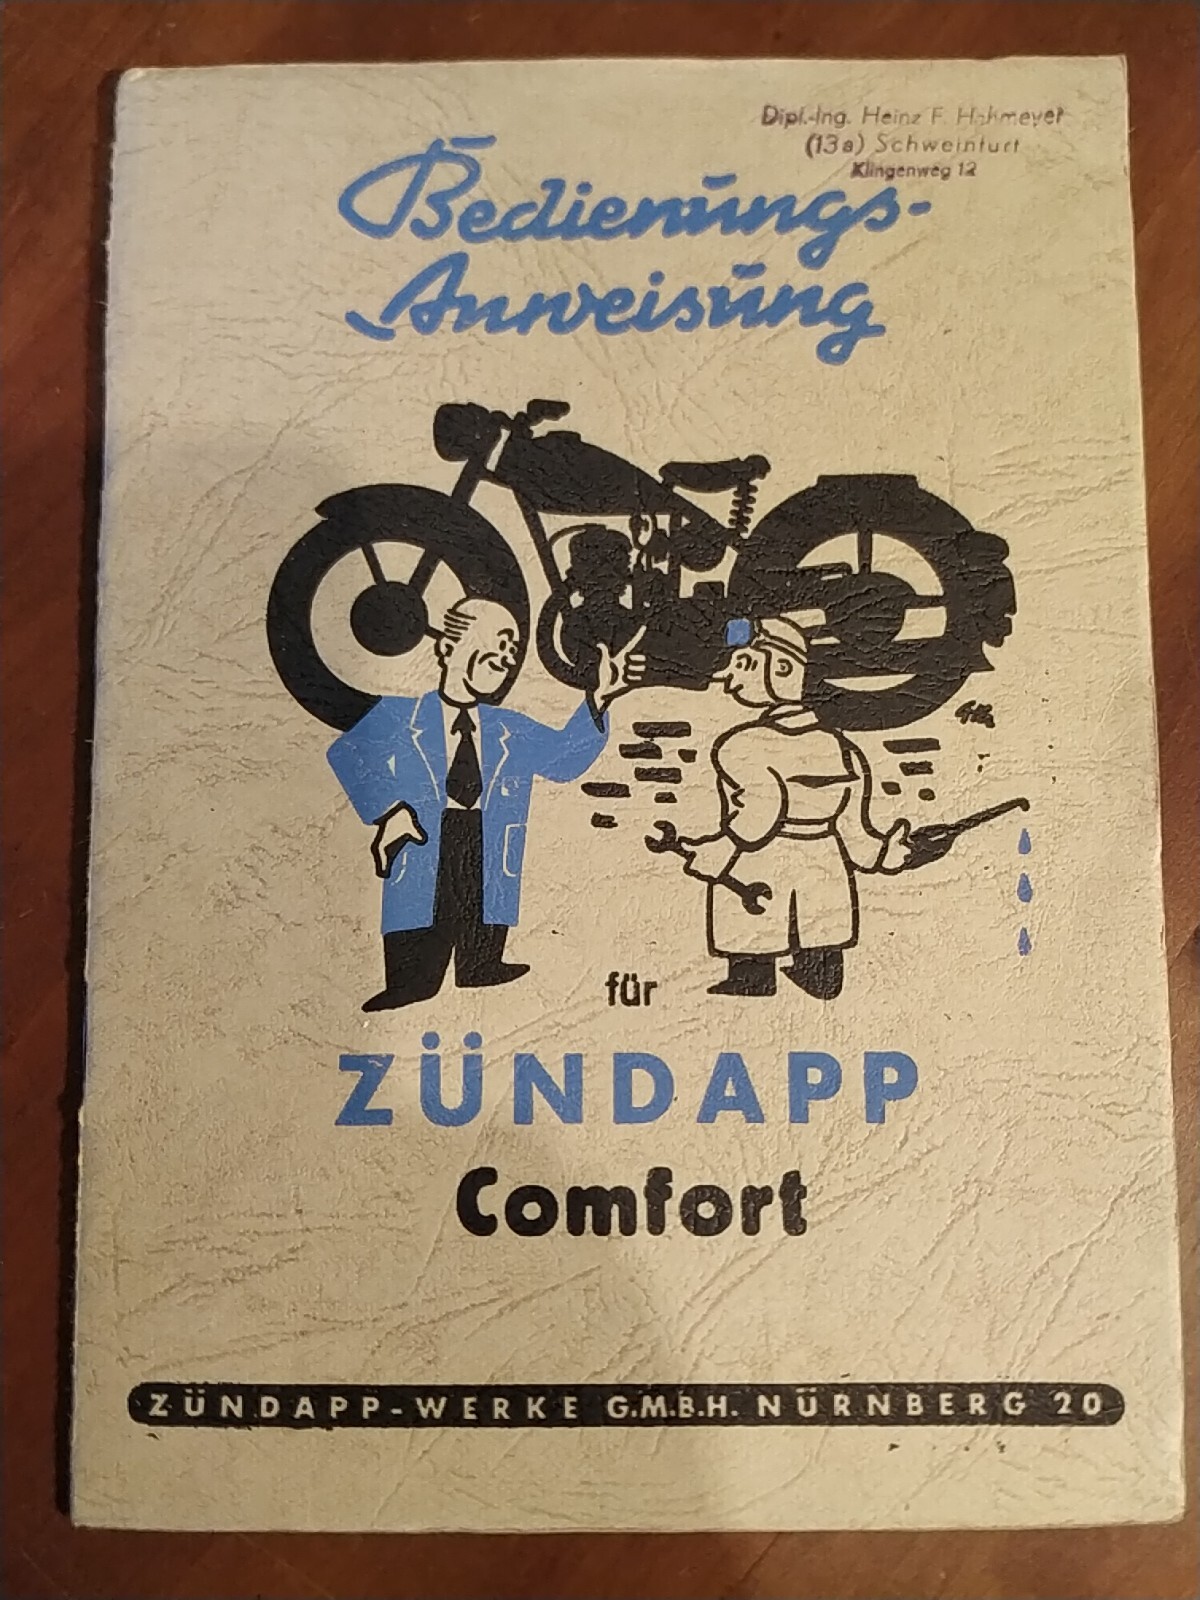 Dipl.-Ing. Heinz F.
(13a) Schweinfurt
Klingenweg 12
Bedienungs-
Anweisung
für
ZÜNDAPP
Comfort
ZÜNDAPP-WERKE G.M.B.H. NÜRNBERG 20